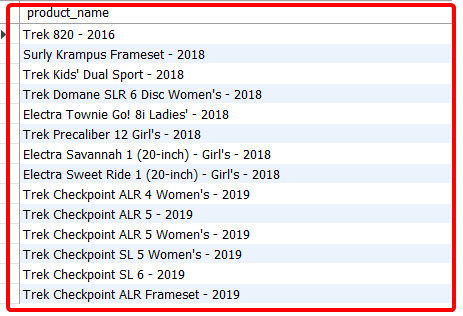 product_name
Trek 820 - 2016
Surly Krampus Frameset - 2018
Trek Kids' Dual Sport - 2018
Trek Domane SLR 6 Disc Women's - 2018
Electra Townie Go! 8i Ladies' - 2018
Trek Precaliber 12 Girl's - 2018
Electra Savannah 1 (20-inch) - Girl's - 2018
Electra Sweet Ride 1 (20-inch) - Girl's - 2018
Trek Checkpoint ALR 4 Women's - 2019
Trek Checkpoint ALR 5 - 2019
Trek Checkpoint ALR 5 Women's - 2019
Trek Checkpoint SL 5 Women's - 2019
Trek Checkpoint SL 6 - 2019
Trek Checkpoint ALR Frameset - 2019